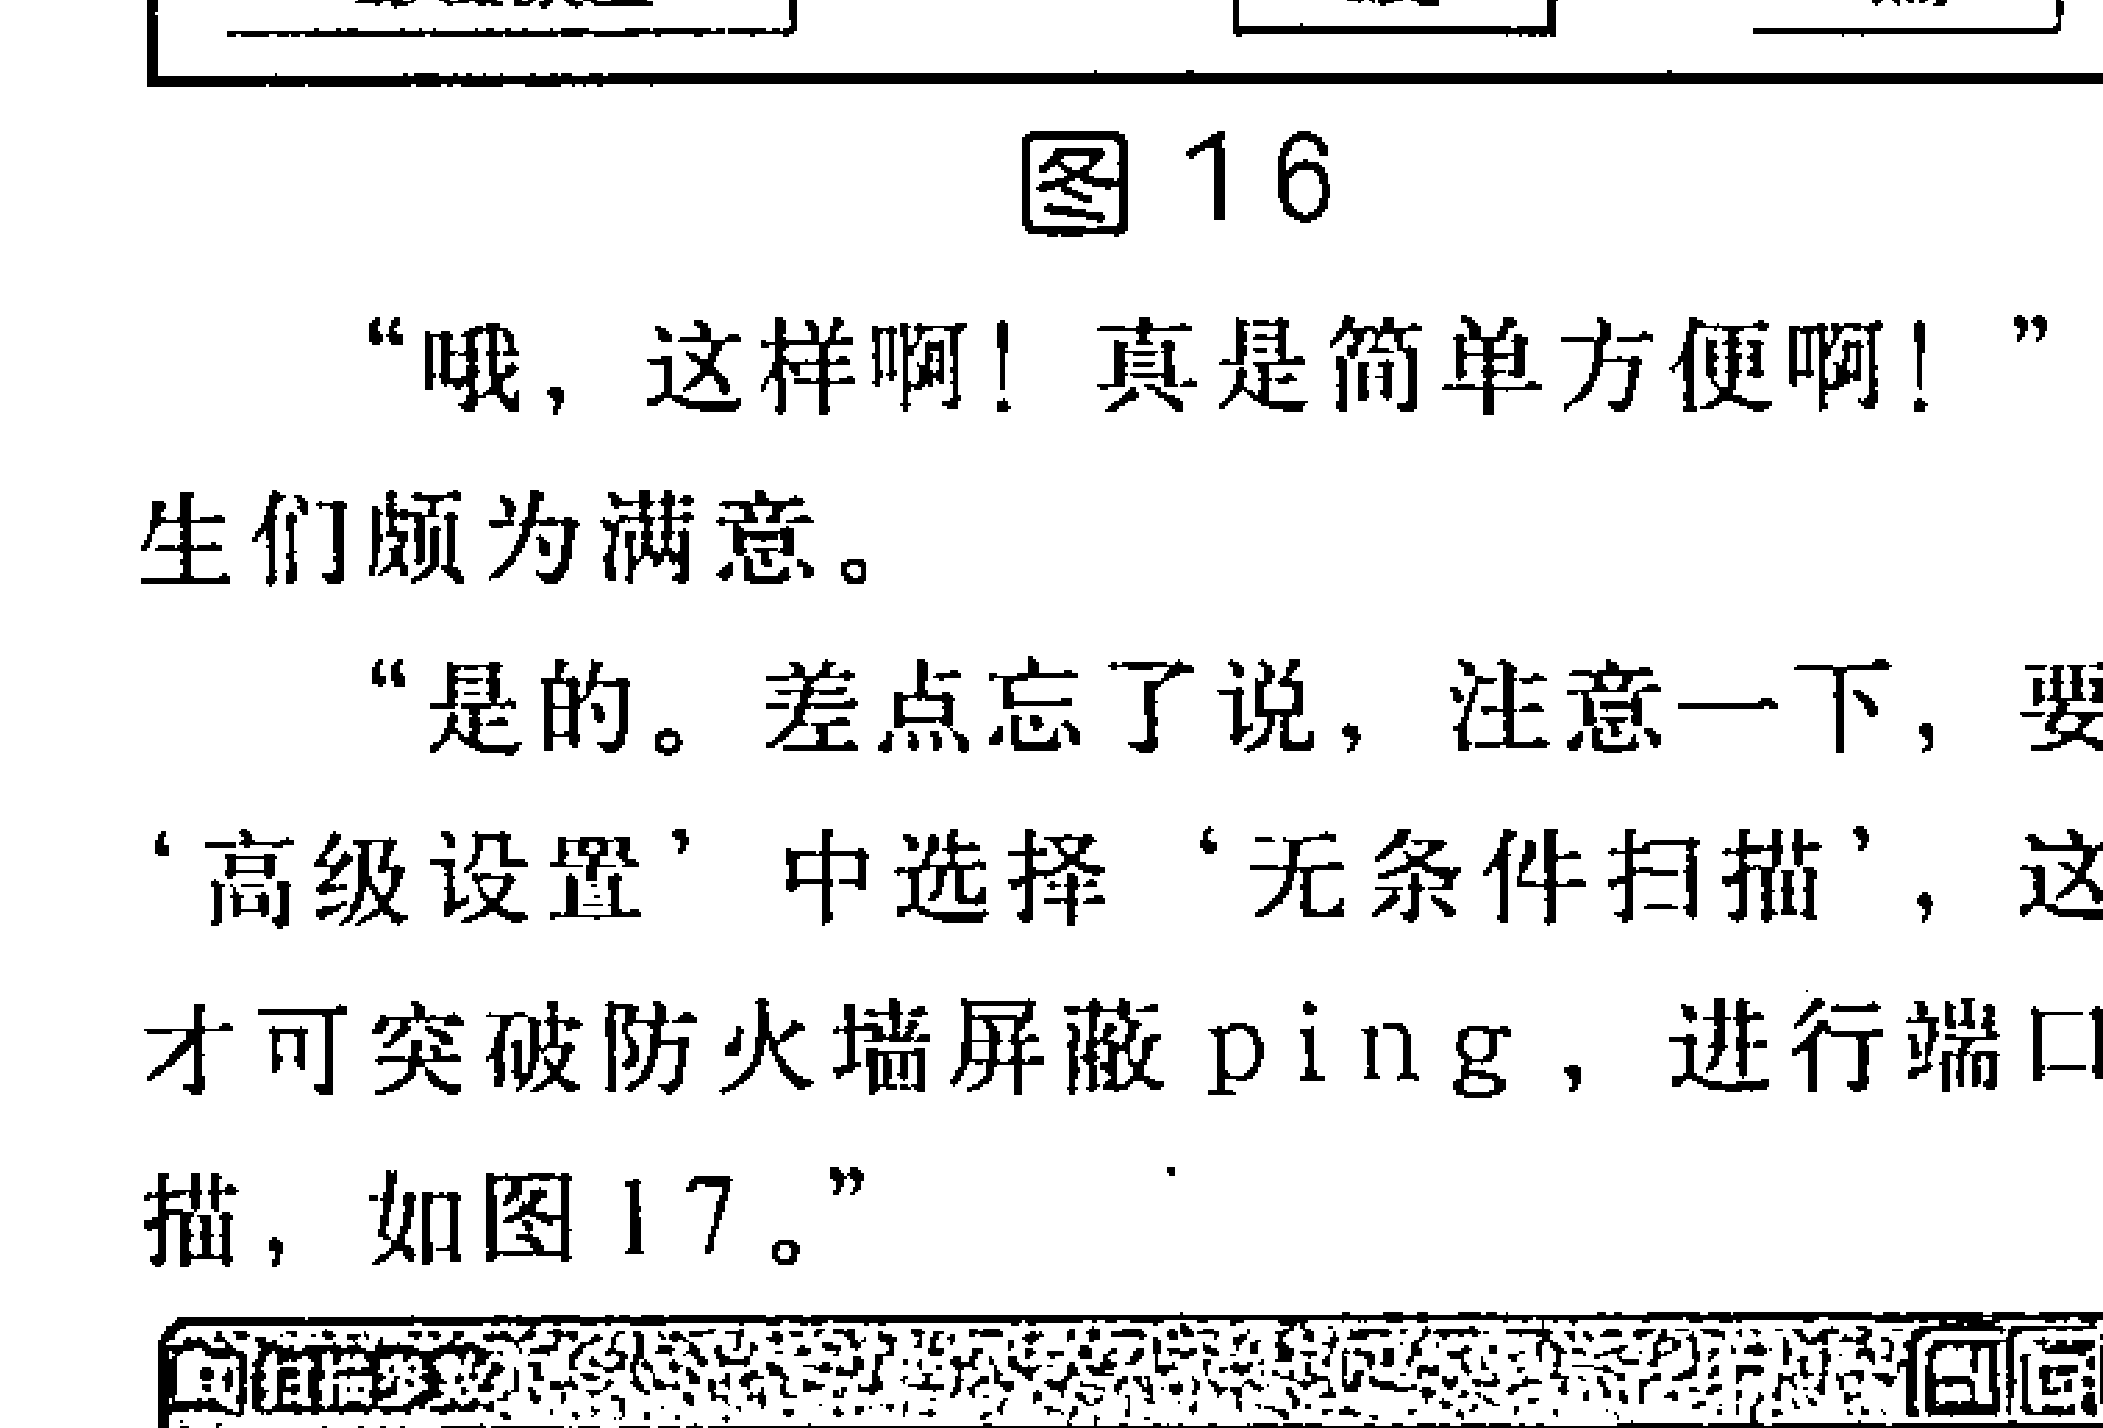 图 16
“哦，这样啊！真是简单方便啊！”
生们颇为满意。
“是的。差点忘了说，注意一下，要
‘高级设置’中选择‘无条件扫描’，这
才可突破防火墙屏蔽ping，进行端口
描，如图17。”